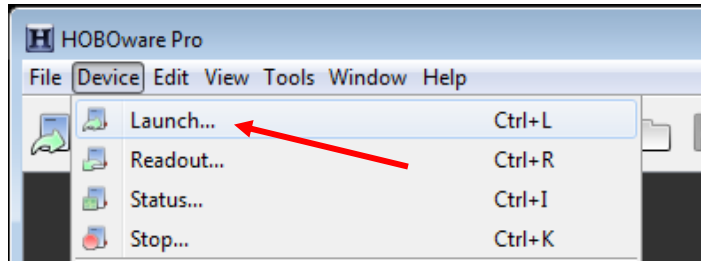 H HOBOware Pro
File Device Edit View Tools Window Help
Launch... Ctrl+L
Readout... Ctrl+R
Status... Ctrl+I
Stop... Ctrl+K